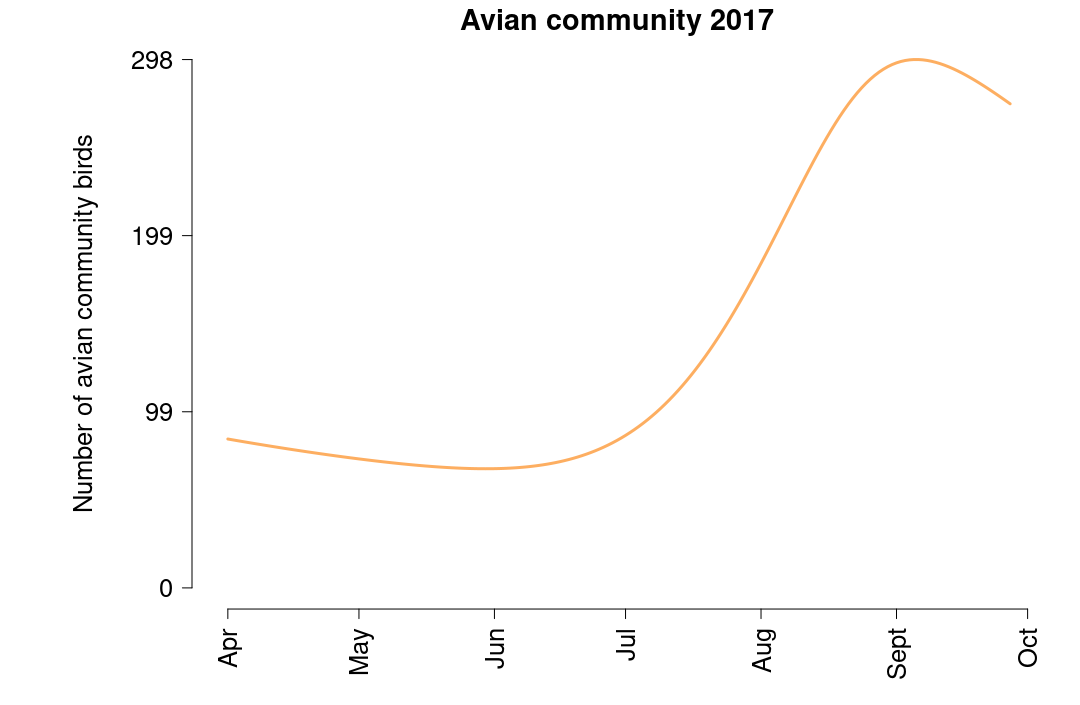 Avian community 2017
Number of avian community birds
298
199
99
0
Apr
May
Jun
Jul
Aug
Sept
Oct